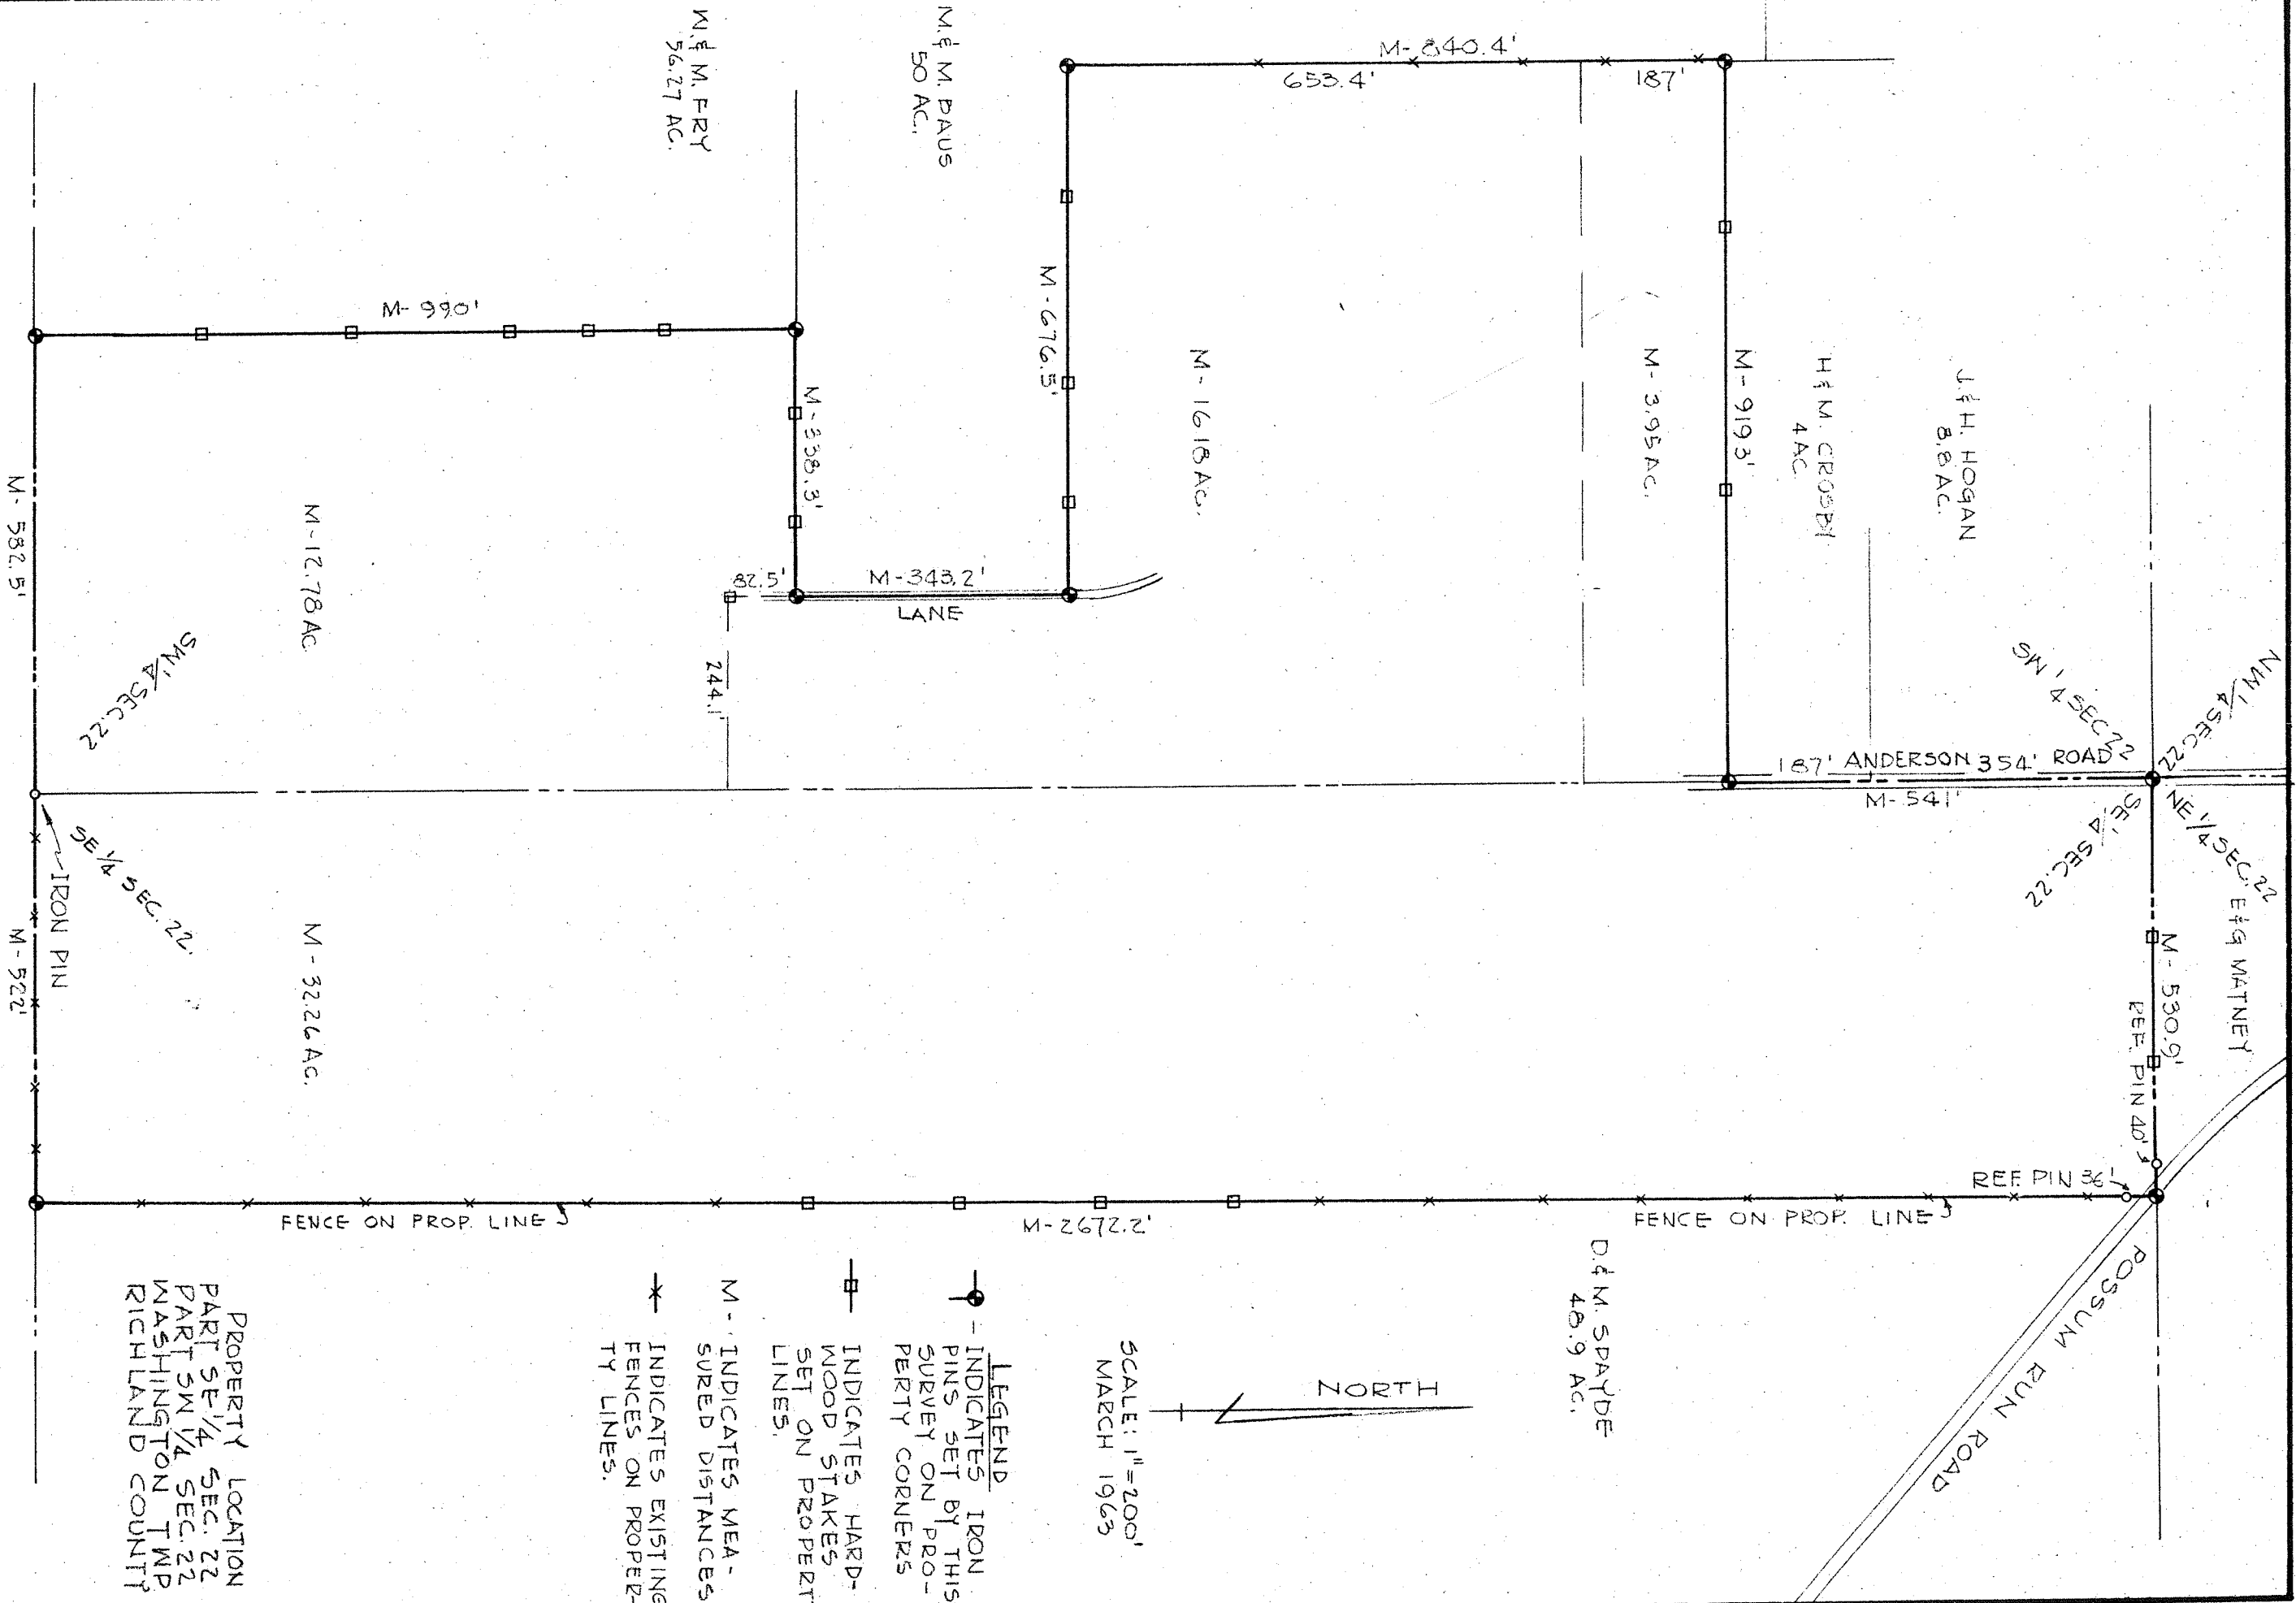 M. & M. FRY
56.27 AC.
M. & M. DAUS
50 AC.
M- 840.4'
653.4'
187'
M- 990'
M- 676.5'
M- 338.3'
M- 16.18 AC.
M- 3.95 AC.
M- 919.3'
H & M. CROSBY
4 AC.
J. & H. HOGAN
8.8 AC.
M- 582.5'
M-12.78 AC.
82.5'
M-343.2'
LANE
244.1'
SW 1/4 SEC. 22
SW 1/4 SEC 22
NW 1/4 SEC 22
187' ANDERSON 354' ROAD
M- 541'
SE 1/4 SEC. 22
NE 1/4 SEC. 22
E & G MATNEY
M - 530.9'
REF. PIN 40'
IRON PIN
SE 1/4 SEC. 22.
M - 522'
M - 32.26 AC.
REF. PIN 36'
FENCE ON PROP. LINE
M-2672.2'
FENCE ON PROP. LINE
POSSUM RUN ROAD
D. & M. SPAYDE
48.9 AC.
NORTH
SCALE: 1"=200'
MARCH 1963
LEGEND
- INDICATES IRON
PINS SET BY THIS
SURVEY ON PRO-
PERTY CORNERS
INDICATES HARD-
WOOD STAKES
SET ON PROPERT
LINES.
M - INDICATES MEA-
SURED DISTANCES
INDICATES EXISTING
FENCES ON PROPER-
TY LINES.
PROPERTY LOCATION
PART SE 1/4 SEC. 22
PART SW 1/4 SEC. 22
WASHINGTON TWP
RICHLAND COUNTY